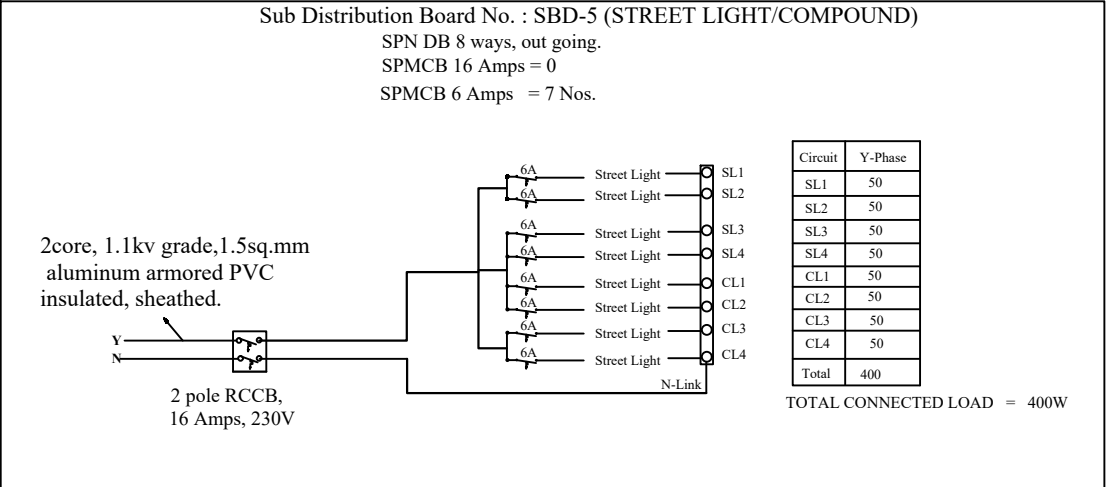 Sub Distribution Board No. : SBD-5 (STREET LIGHT/COMPOUND)
SPN DB 8 ways, out going.
SPMCB 16 Amps = 0
SPMCB 6 Amps = 7 Nos.
6A Street Light SL1
6A Street Light SL2
6A Street Light SL3
6A Street Light SL4
6A Street Light CL1
6A Street Light CL2
6A Street Light CL3
6A Street Light CL4
N-Link
2core, 1.1kv grade,1.5sq.mm
aluminum armored PVC
insulated, sheathed.
Y
N
2 pole RCCB,
16 Amps, 230V
Circuit Y-Phase
SL1 50
SL2 50
SL3 50
SL4 50
CL1 50
CL2 50
CL3 50
CL4 50
Total 400
TOTAL CONNECTED LOAD = 400W